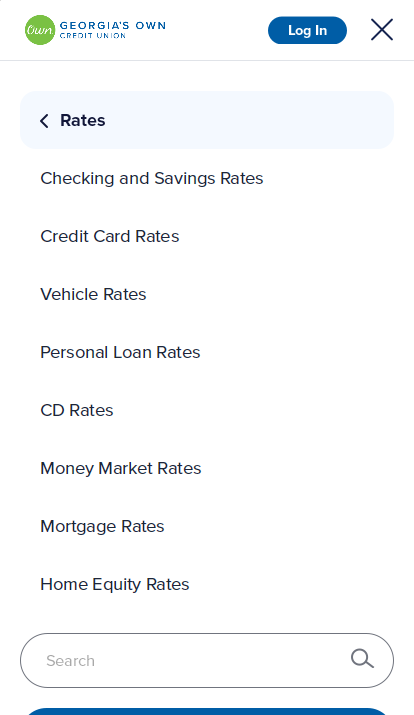 Own
GEORGIA'S OWN
CREDIT UNION
Log In
Rates
Checking and Savings Rates
Credit Card Rates
Vehicle Rates
Personal Loan Rates
CD Rates
Money Market Rates
Mortgage Rates
Home Equity Rates
Search